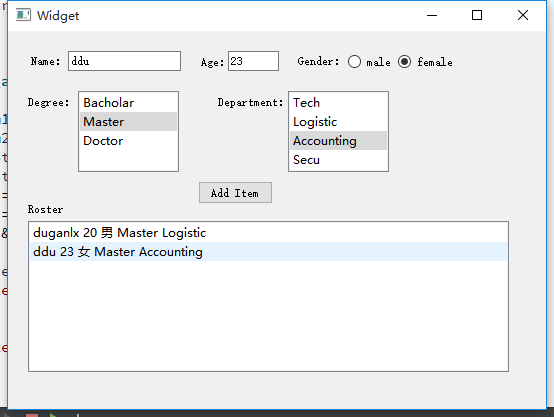 Widget
Name: ddu Age: 23 Gender: male female
Degree: Bacholar Department: Tech
Master Logistic
Doctor Accounting
Secu
Add Item
Roster
duganlx 20 男 Master Logistic
ddu 23 女 Master Accounting